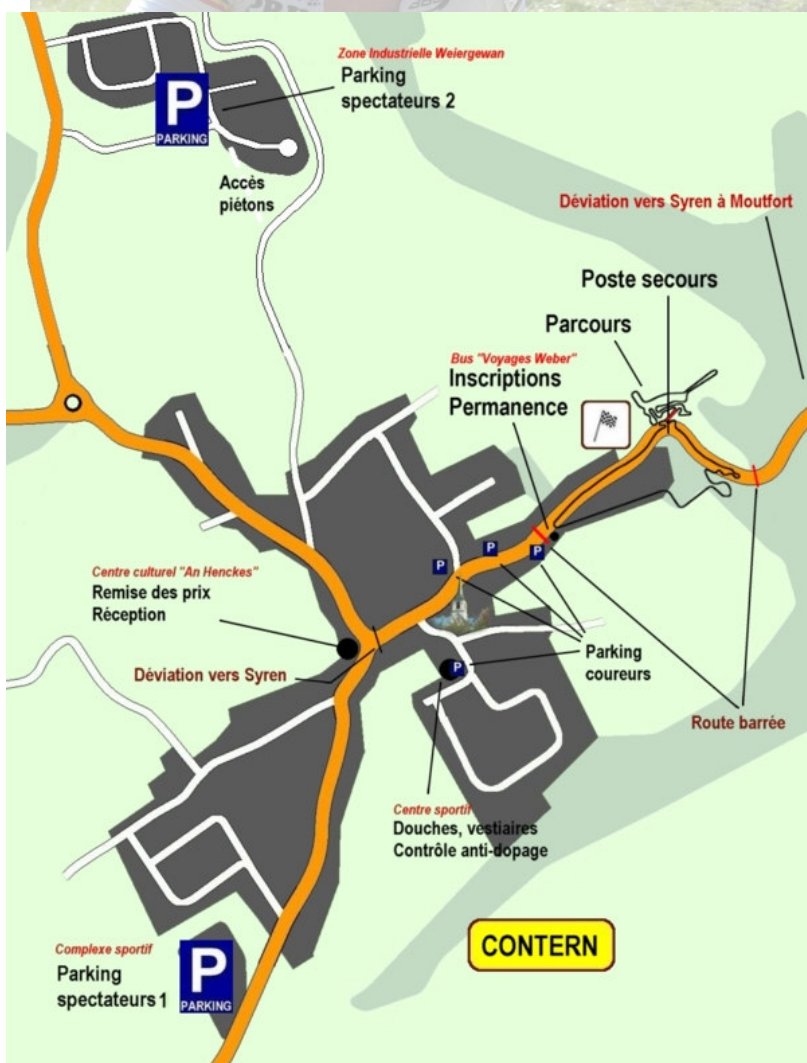 Zone Industrielle Weiergewan
Parking
spectateurs 2
P
PARKING
Accès
piétons
Déviation vers Syren à Moutfort
Poste secours
Parcours
Bus "Voyages Weber"
Inscriptions
Permanence
P
P
P
Centre culturel "An Henckes"
Remise des prix
Réception
Déviation vers Syren
P
Parking
coureurs
Route barrée
Centre sportif
Douches, vestiaires
Contrôle anti-dopage
CONTERN
Complexe sportif
Parking
spectateurs 1
P
PARKING